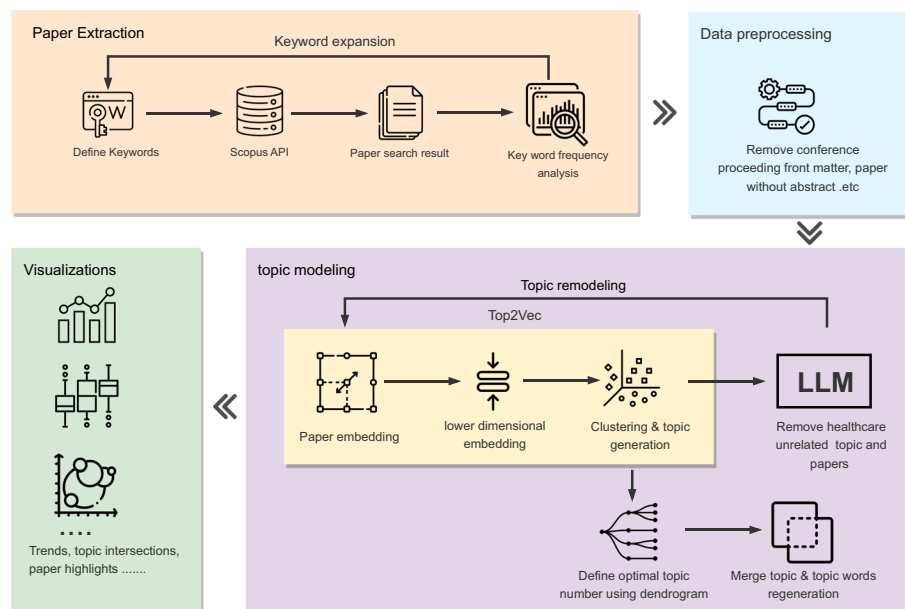 Paper Extraction
Keyword expansion
W
Define Keywords
Scopus API
Paper search result
Key word frequency
analysis
Data preprocessing
Remove conference
proceeding front matter, paper
without abstract .etc
Visualizations
....
Trends, topic intersections,
paper highlights .......
topic modeling
Topic remodeling
Top2Vec
Paper embedding
lower dimensional
embedding
Clustering & topic
generation
LLM
Remove healthcare
unrelated topic and
papers
Define optimal topic
number using dendrogram
Merge topic & topic words
regeneration